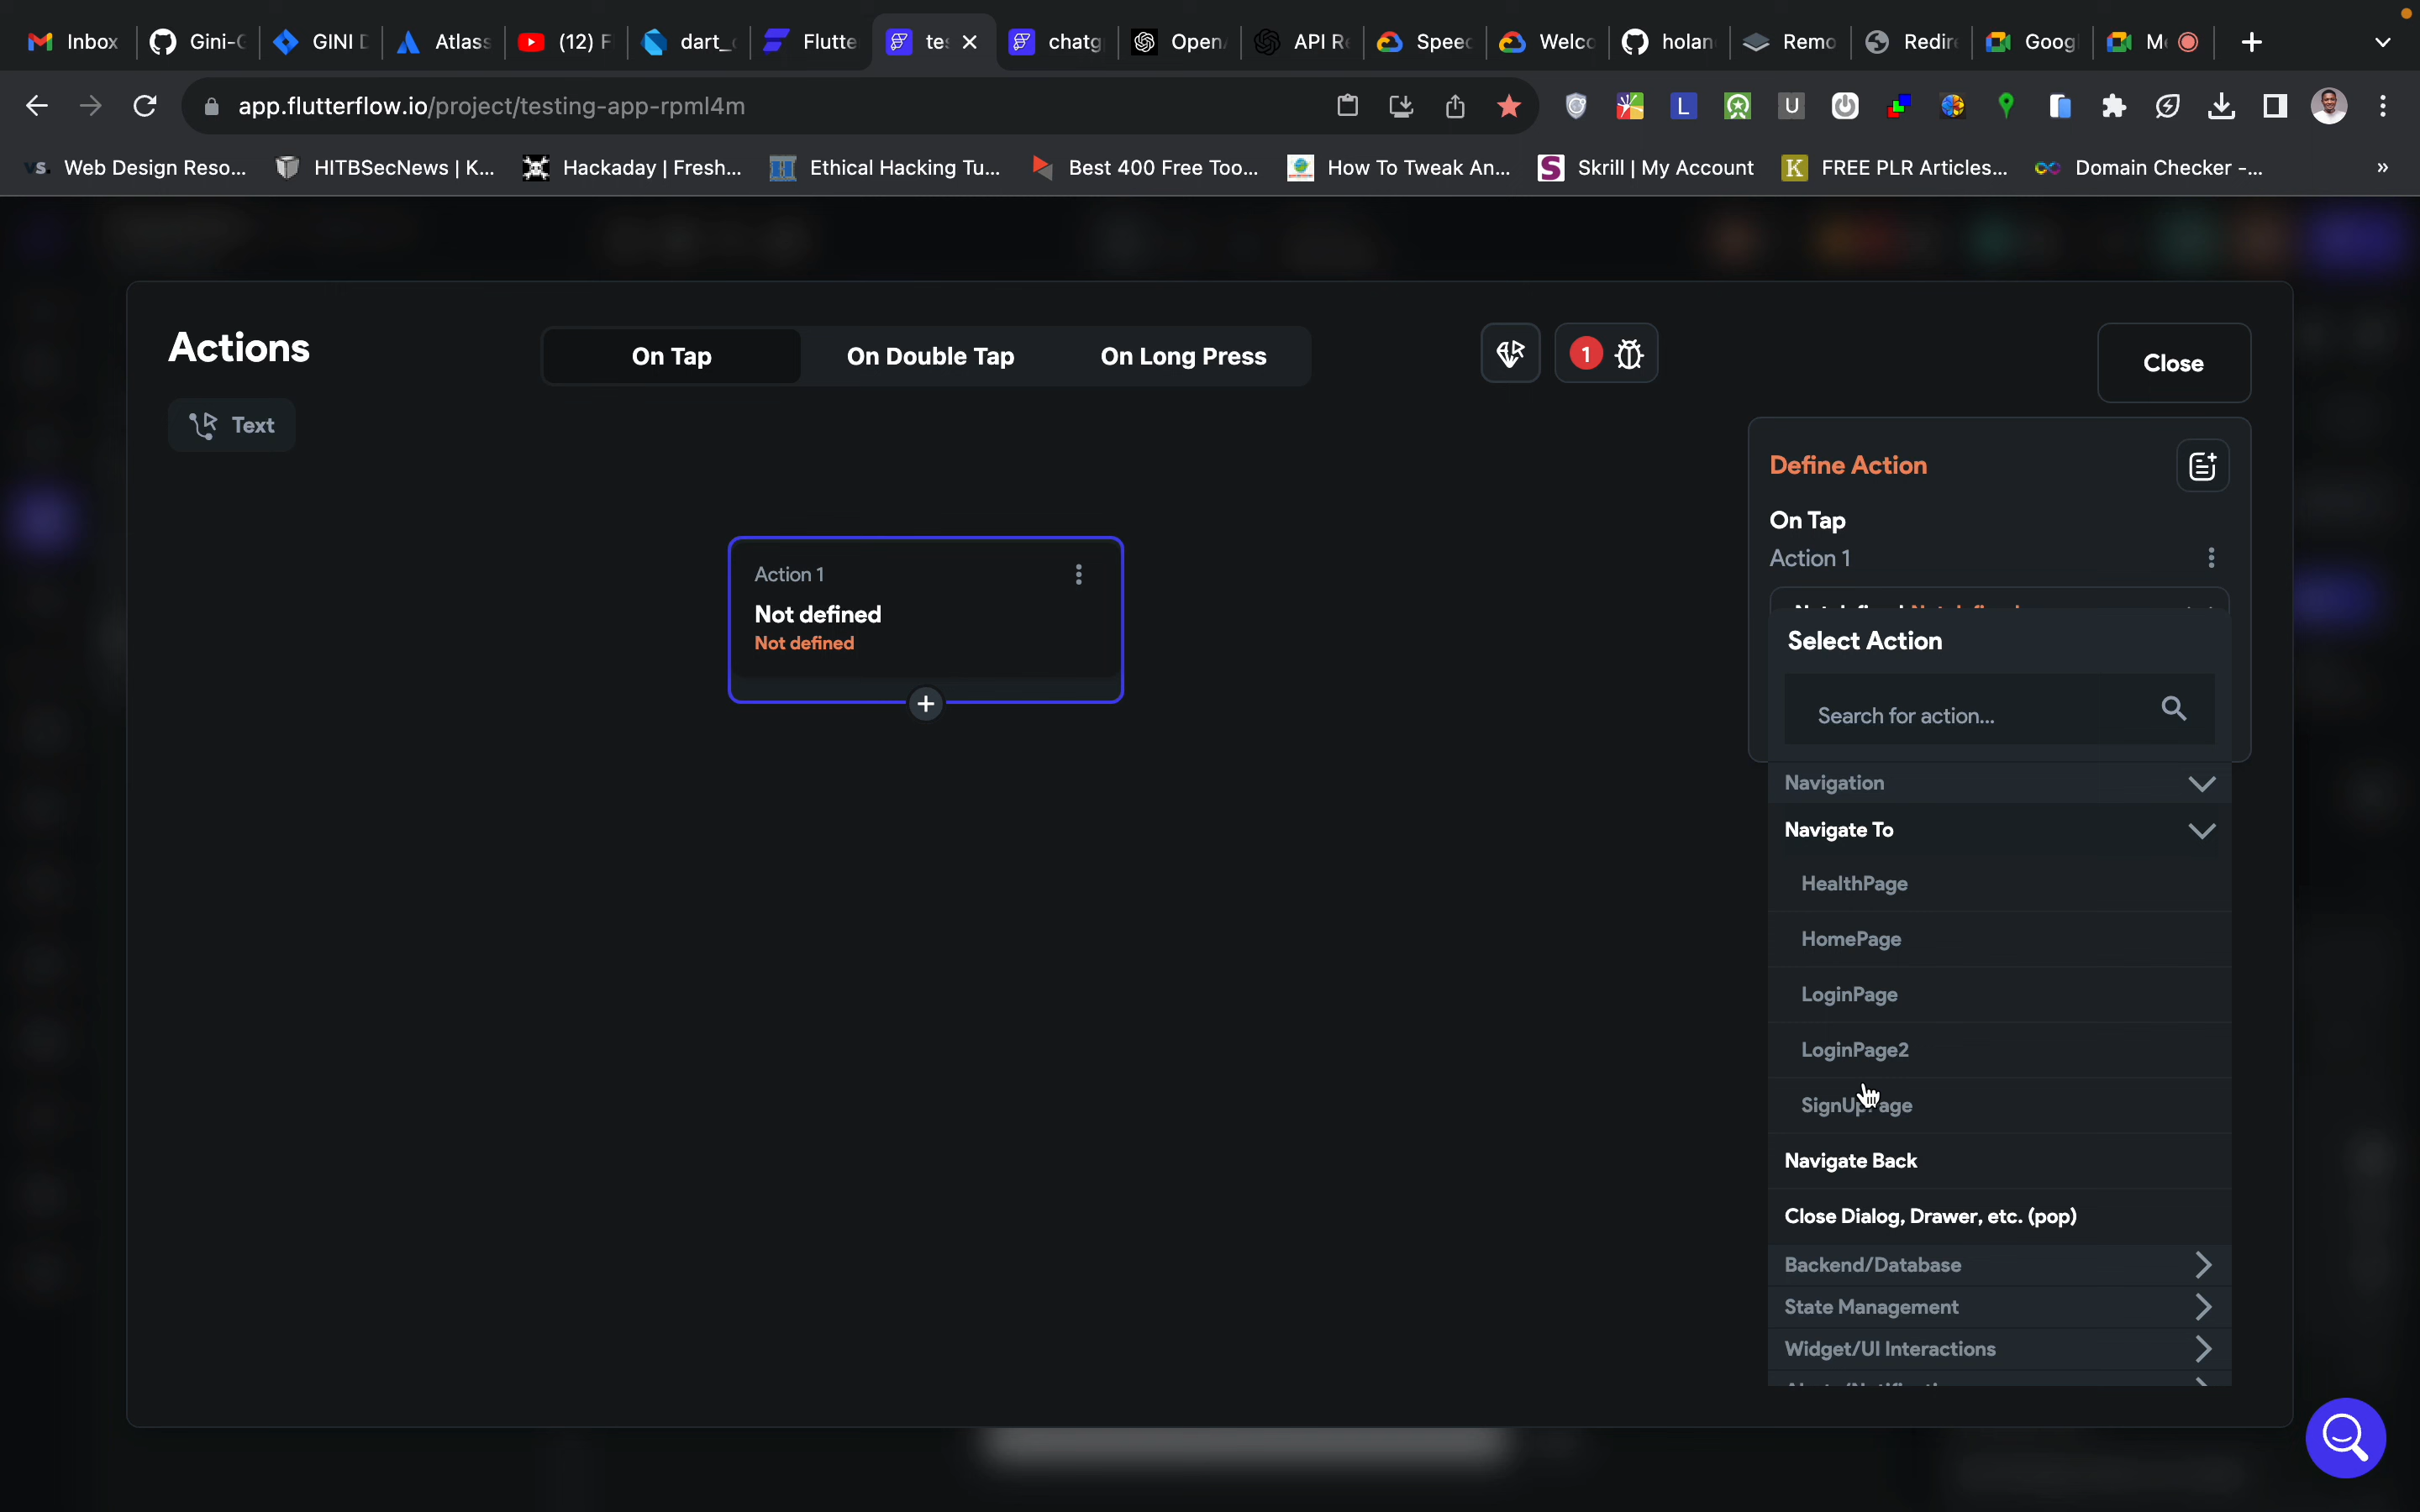 Inbox
Gini-
GINI
Atlass
(12) F
dart_
Flutte
tes
chatg
Open
API Re
Speec
Welco
holan
Remo
Redir
Goog
M
app.flutterflow.io/project/testing-app-rpml4m
Web Design Reso...
HITBSecNews | K...
Hackaday | Fresh...
Ethical Hacking Tu...
Best 400 Free Too...
How To Tweak An...
Skrill | My Account
FREE PLR Articles...
Domain Checker -...
»
Actions
On Tap
On Double Tap
On Long Press
1
Close
Text
Define Action
On Tap
Action 1
Action 1
Not defined
Not defined
Select Action
Search for action...
Navigation
Navigate To
HealthPage
HomePage
LoginPage
LoginPage2
SignUpPage
Navigate Back
Close Dialog, Drawer, etc. (pop)
Backend/Database
State Management
Widget/UI Interactions